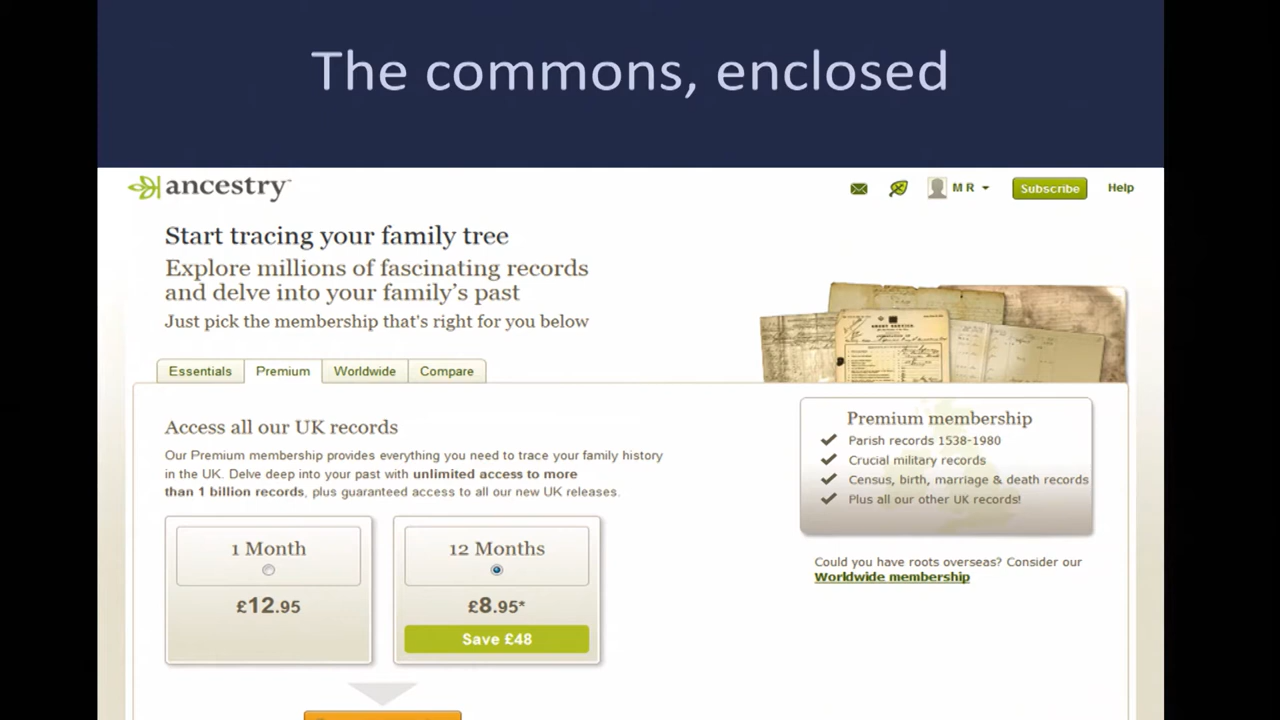 The commons, enclosed
ancestry
M R
Subscribe
Help
Start tracing your family tree
Explore millions of fascinating records
and delve into your family's past
Just pick the membership that's right for you below
Essentials
Premium
Worldwide
Compare
Access all our UK records
Our Premium membership provides everything you need to trace your family history
in the UK. Delve deep into your past with unlimited access to more
than 1 billion records, plus guaranteed access to all our new UK releases.
1 Month
£12.95
12 Months
£8.95*
Save £48
Premium membership
Parish records 1538-1980
Crucial military records
Census, birth, marriage & death records
Plus all our other UK records!
Could you have roots overseas? Consider our
Worldwide membership